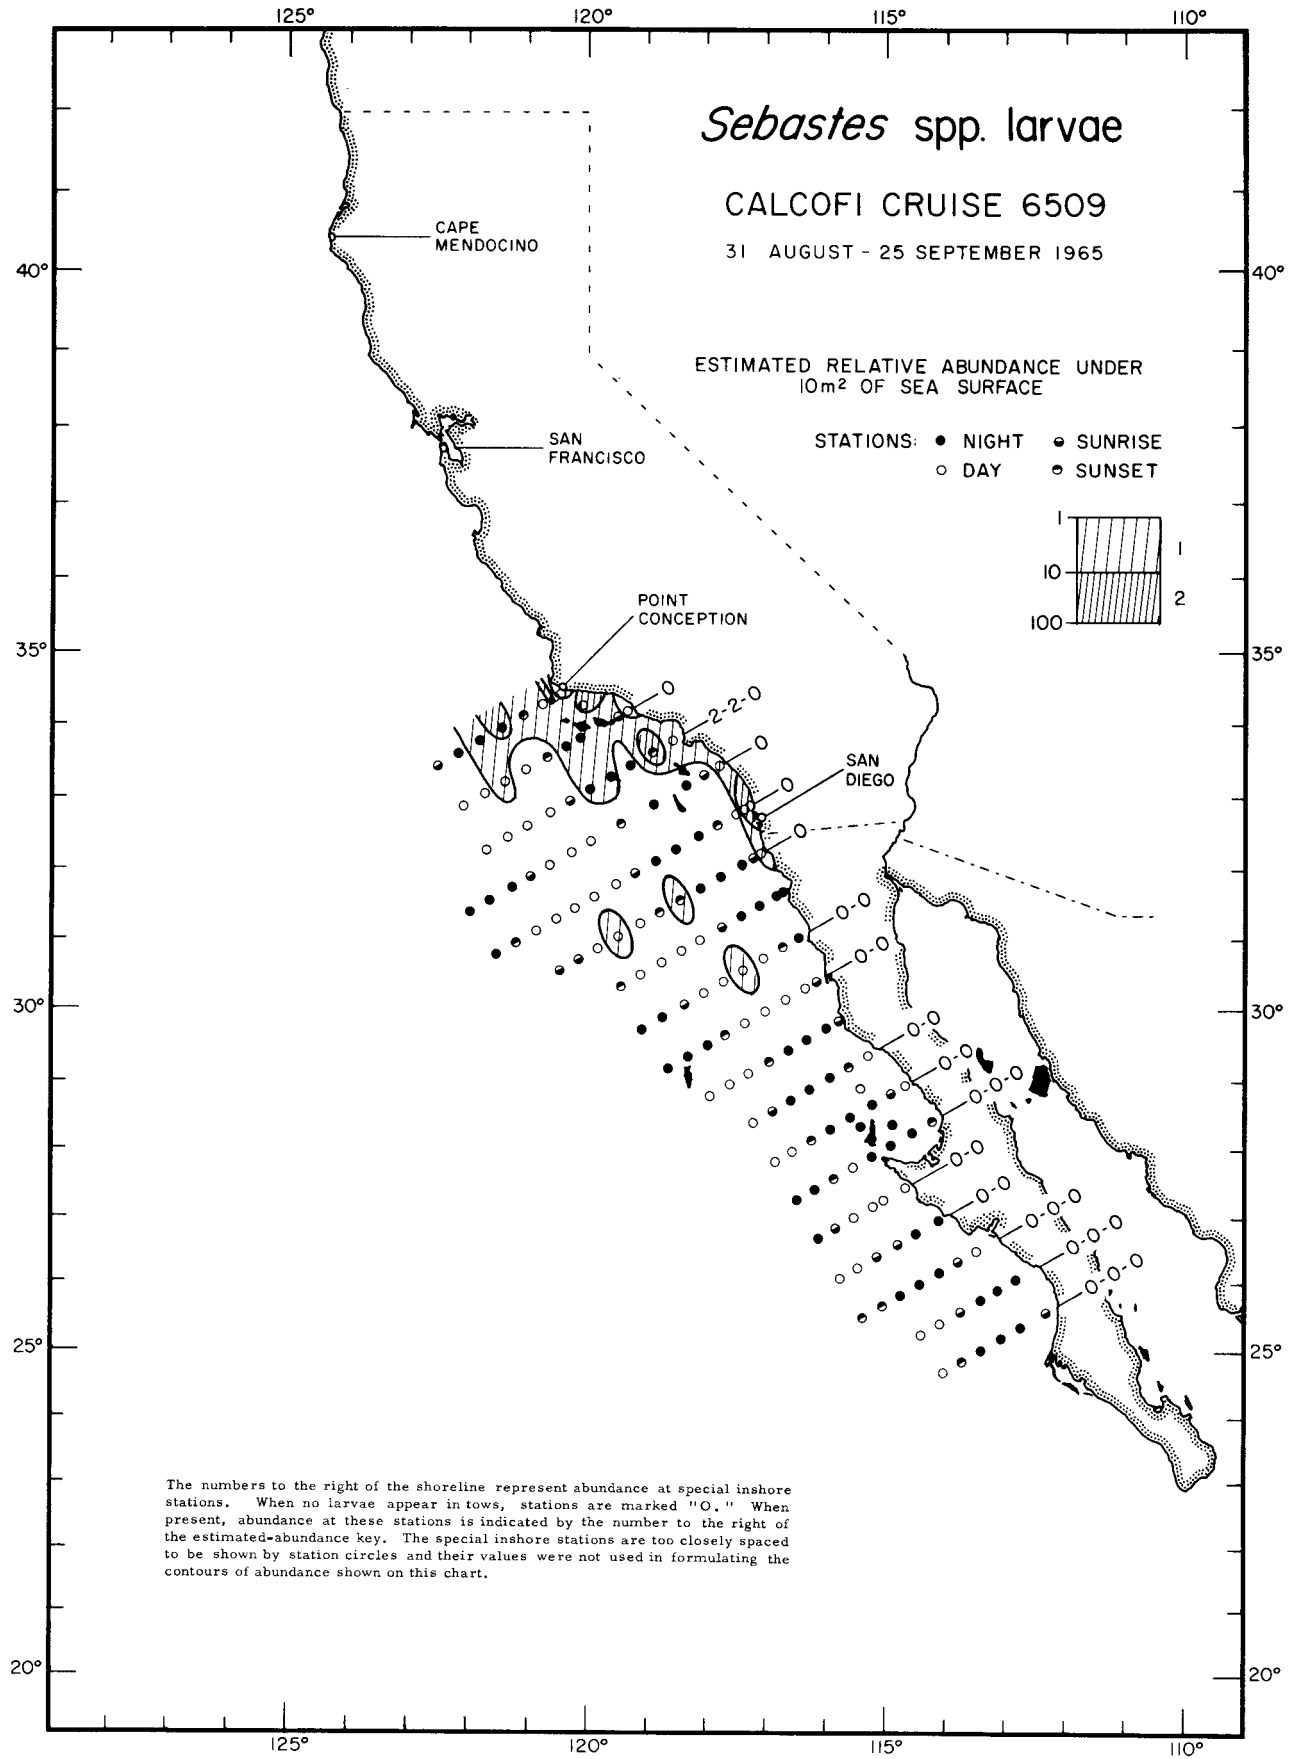 125° 120° 115° 110°
Sebastes spp. larvae
CALCOFI CRUISE 6509
31 AUGUST - 25 SEPTEMBER 1965
CAPE
MENDOCINO
40° 40°
ESTIMATED RELATIVE ABUNDANCE UNDER
10m² OF SEA SURFACE
STATIONS: ● NIGHT ◒ SUNRISE
○ DAY ◓ SUNSET
SAN
FRANCISCO
1
1
10
2
100
POINT
CONCEPTION
35° 35°
0
2-2-0
0
SAN
DIEGO
0
0
0-0
0-0
30° 30°
0-0
0-0
0-0-0
0-0
0-0
0-0-0
0-0-0
0-0-0
25° 25°
The numbers to the right of the shoreline represent abundance at special inshore
stations. When no larvae appear in tows, stations are marked "O." When
present, abundance at these stations is indicated by the number to the right of
the estimated-abundance key. The special inshore stations are too closely spaced
to be shown by station circles and their values were not used in formulating the
contours of abundance shown on this chart.
20° 20°
125° 120° 115° 110°